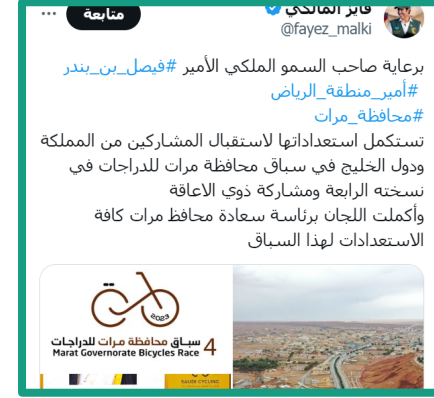 فايز المالكي
متابعة
@fayez_malki
برعاية صاحب السمو الملكي الأمير #فيصل_بن_بندر
#أمير_منطقة_الرياض
#محافظة_مرات
تستكمل استعداداتها لاستقبال المشاركين من المملكة
ودول الخليج في سباق محافظة مرات للدراجات في
نسخته الرابعة ومشاركة ذوي الاعاقة
وأكملت اللجان برئاسة سعادة محافظ مرات كافة
الاستعدادات لهذا السباق
2023
سباق محافظة مرات للدراجات 4
Marat Governorate Bicycles Race
SAUDI CYCLING